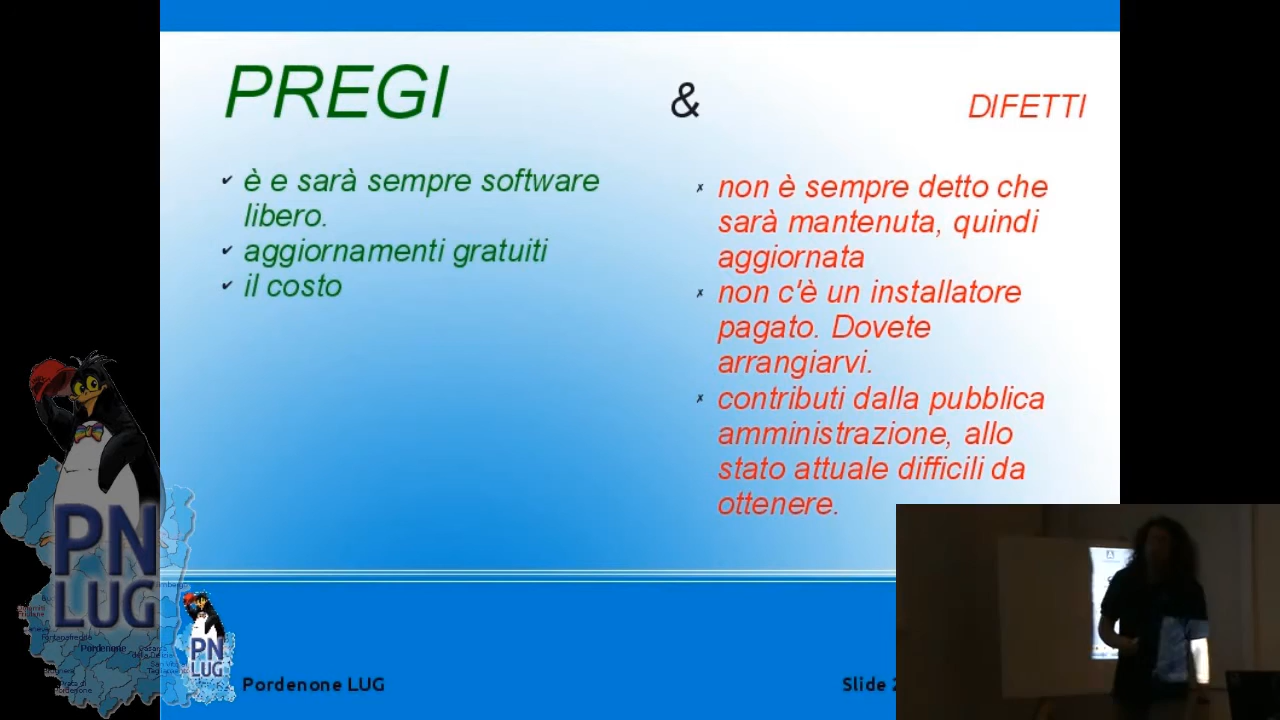 PREGI & DIFETTI
✔ è e sarà sempre software
libero.
✔ aggiornamenti gratuiti
✔ il costo
✗ non è sempre detto che
sarà mantenuta, quindi
aggiornata
✗ non c'è un installatore
pagato. Dovete
arrangiarvi.
✗ contributi dalla pubblica
amministrazione, allo
stato attuale difficili da
ottenere.
PN
LUG
Pordenone
PN
LUG
Pordenone LUG
Slide